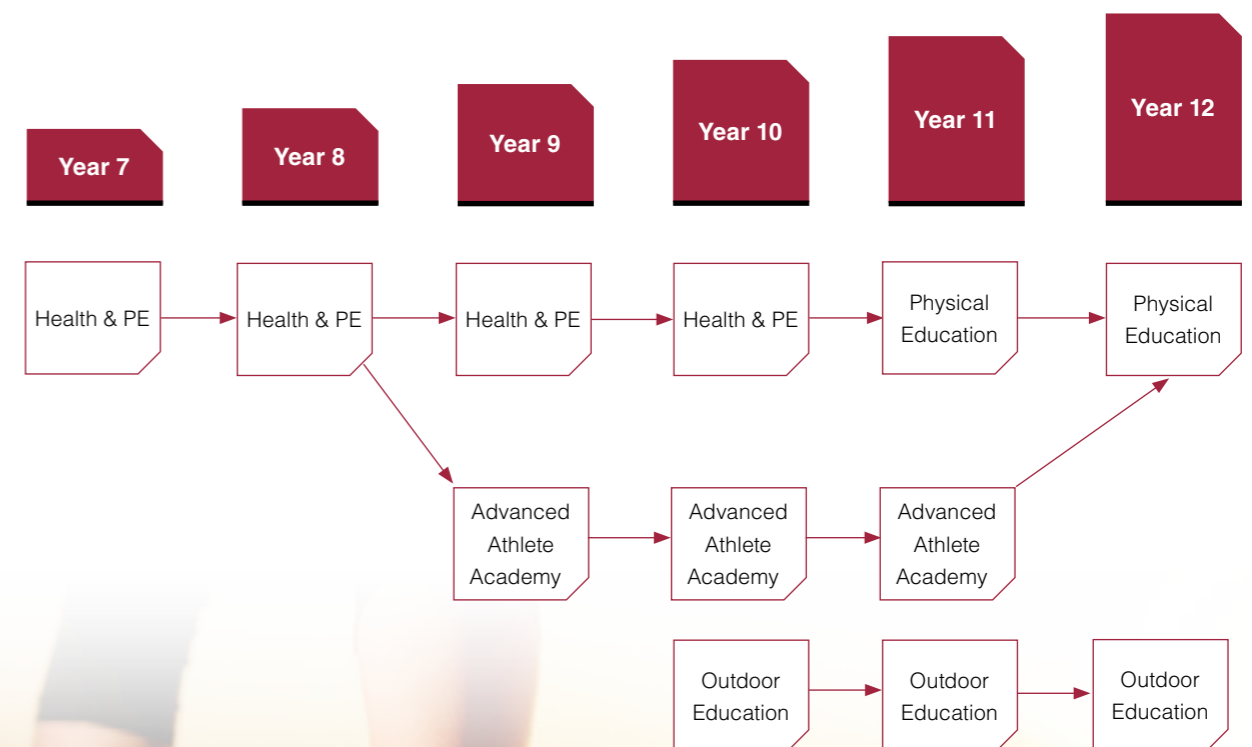 Year 7
Year 8
Year 9
Year 10
Year 11
Year 12
Health & PE
Health & PE
Health & PE
Health & PE
Physical
Education
Physical
Education
Advanced
Athlete
Academy
Advanced
Athlete
Academy
Advanced
Athlete
Academy
Outdoor
Education
Outdoor
Education
Outdoor
Education